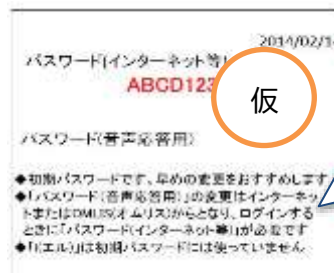 2014/02/1
パスワード(インターネット等)
ABCD123
仮
パスワード(音声応答用)
◆初期パスワードです、早めの変更をおすすめします
◆「パスワード(音声応答用)」の変更はインターネッ
トまたはOMLIS(オムリス)からとなり、ログインする
ときに「パスワード(インターネット等)」が必要です
◆「l(エル)」は初期パスワードには使っていません